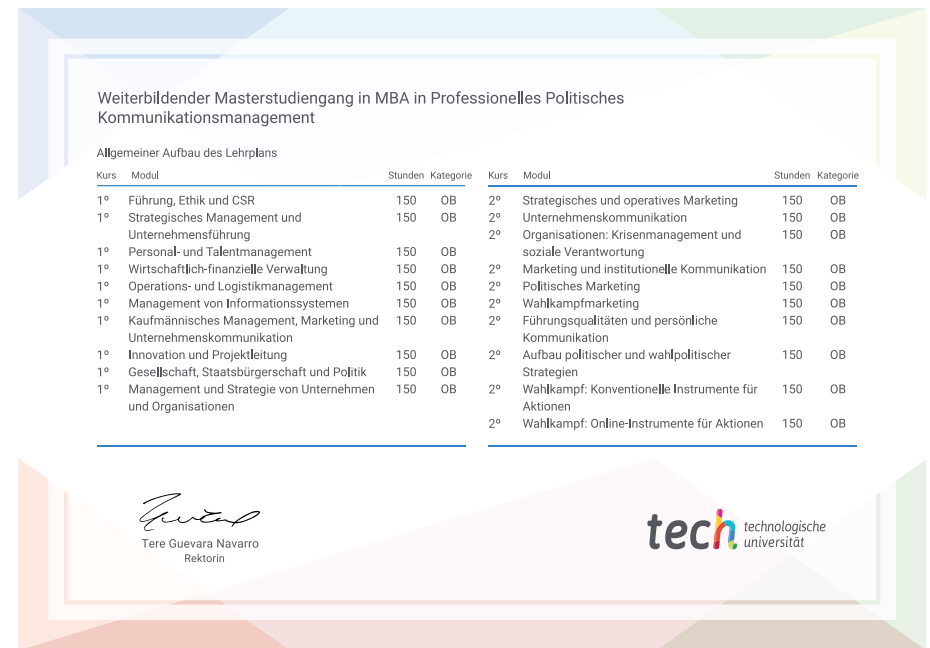 Weiterbildender Masterstudiengang in MBA in Professionelles Politisches
Kommunikationsmanagement
Allgemeiner Aufbau des Lehrplans
Kurs Modul Stunden Kategorie
1º Führung, Ethik und CSR 150 OB
1º Strategisches Management und 150 OB
Unternehmensführung
1º Personal- und Talentmanagement 150 OB
1º Wirtschaftlich-finanzielle Verwaltung 150 OB
1º Operations- und Logistikmanagement 150 OB
1º Management von Informationssystemen 150 OB
1º Kaufmännisches Management, Marketing und 150 OB
Unternehmenskommunikation
1º Innovation und Projektleitung 150 OB
1º Gesellschaft, Staatsbürgerschaft und Politik 150 OB
1º Management und Strategie von Unternehmen 150 OB
und Organisationen
Kurs Modul Stunden Kategorie
2º Strategisches und operatives Marketing 150 OB
2º Unternehmenskommunikation 150 OB
2º Organisationen: Krisenmanagement und 150 OB
soziale Verantwortung
2º Marketing und institutionelle Kommunikation 150 OB
2º Politisches Marketing 150 OB
2º Wahlkampfmarketing 150 OB
2º Führungsqualitäten und persönliche 150 OB
Kommunikation
2º Aufbau politischer und wahlpolitischer 150 OB
Strategien
2º Wahlkampf: Konventionelle Instrumente für 150 OB
Aktionen
2º Wahlkampf: Online-Instrumente für Aktionen 150 OB
Tere Guevara Navarro
Rektorin
tech technologische
universität